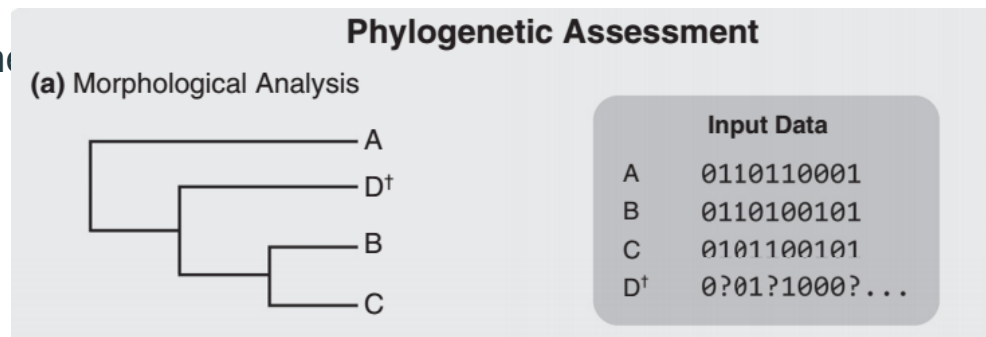 Phylogenetic Assessment
(a) Morphological Analysis
A
D†
B
C
Input Data
A 0110110001
B 0110100101
C 0101100101
D† 0?01?1000?...